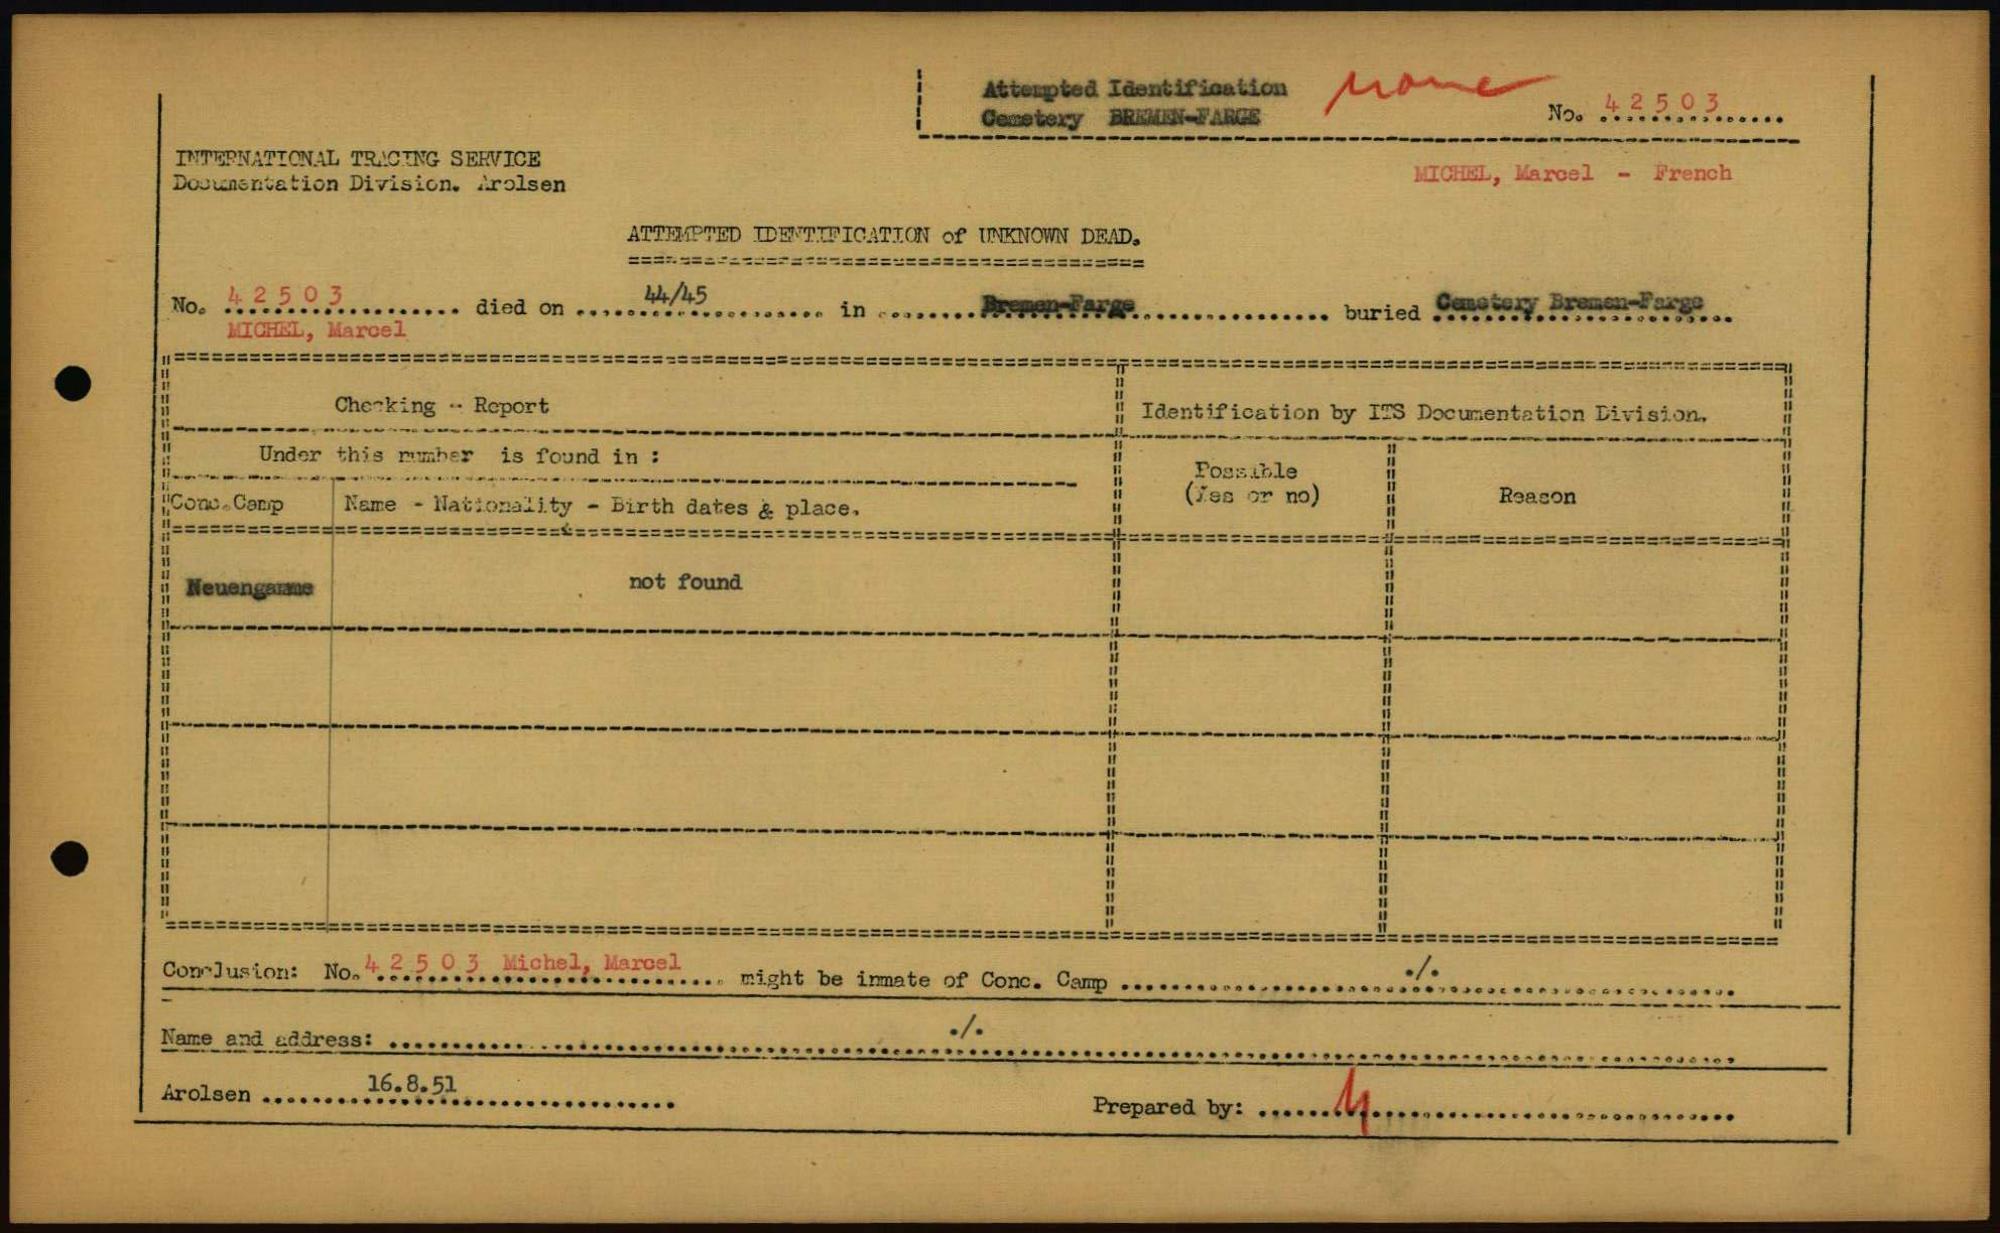 Attempted Identification
Cemetery BREMEN-FARGE
No. 42503
INTERNATIONAL TRACING SERVICE
Documentation Division. Arolsen
MICHEL, Marcel - French
ATTEMPTED IDENTIFICATION of UNKNOWN DEAD.
No. 42503 died on 44/45 in Bremen-Farge buried Cemetery Bremen-Farge
MICHEL, Marcel
Checking - Report
Identification by ITS Documentation Division.
Under this number is found in :
Possible
(Yes or no)
Reason
Conc.Camp
Name - Nationality - Birth dates & place.
Neuengamme
not found
Conclusion: No. 42503 Michel, Marcel might be inmate of Conc. Camp ./.
Name and address: ./.
Arolsen 16.8.51
Prepared by: